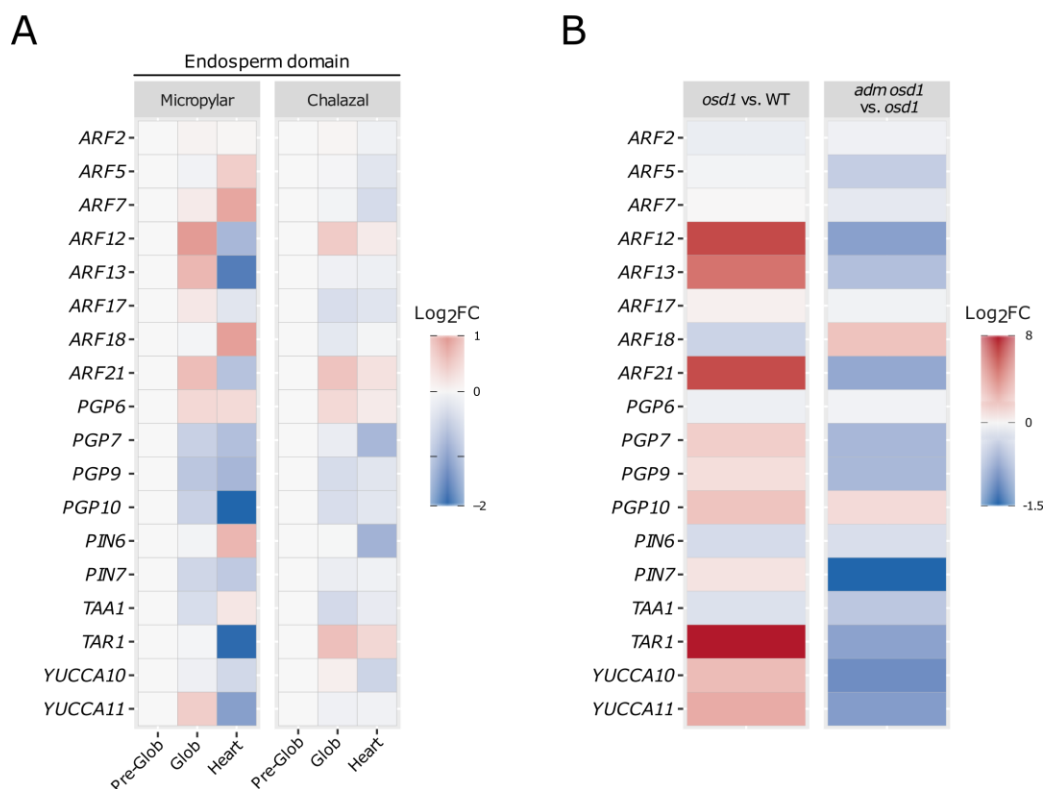 A
Endosperm domain
Micropylar
Chalazal
ARF2
ARF5
ARF7
ARF12
ARF13
ARF17
ARF18
ARF21
PGP6
PGP7
PGP9
PGP10
PIN6
PIN7
TAA1
TAR1
YUCCA10
YUCCA11
Pre-Glob
Glob
Heart
Pre-Glob
Glob
Heart
Log2FC
1
0
−2
B
osd1 vs. WT
adm osd1
vs. osd1
ARF2
ARF5
ARF7
ARF12
ARF13
ARF17
ARF18
ARF21
PGP6
PGP7
PGP9
PGP10
PIN6
PIN7
TAA1
TAR1
YUCCA10
YUCCA11
Log2FC
8
0
-1.5